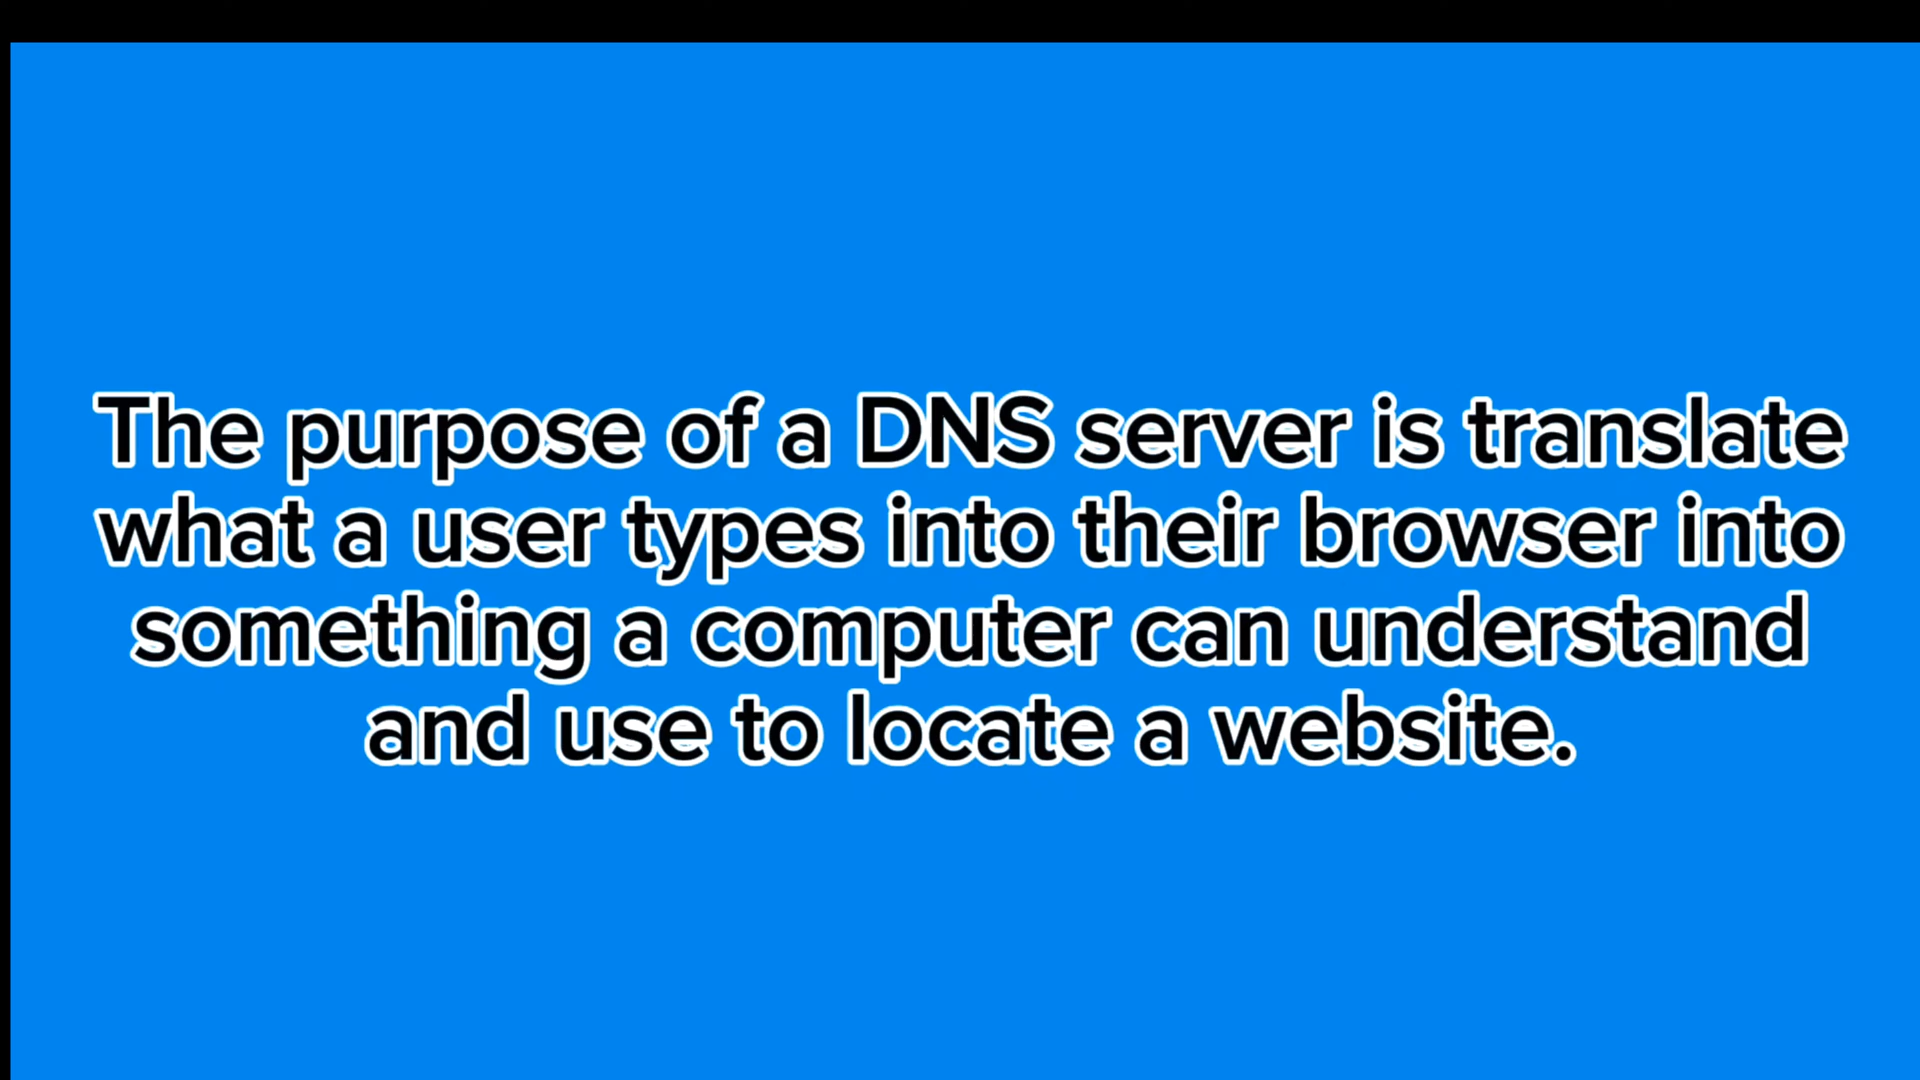 The purpose of a DNS server is translate
what a user types into their browser into
something a computer can understand
and use to locate a website.